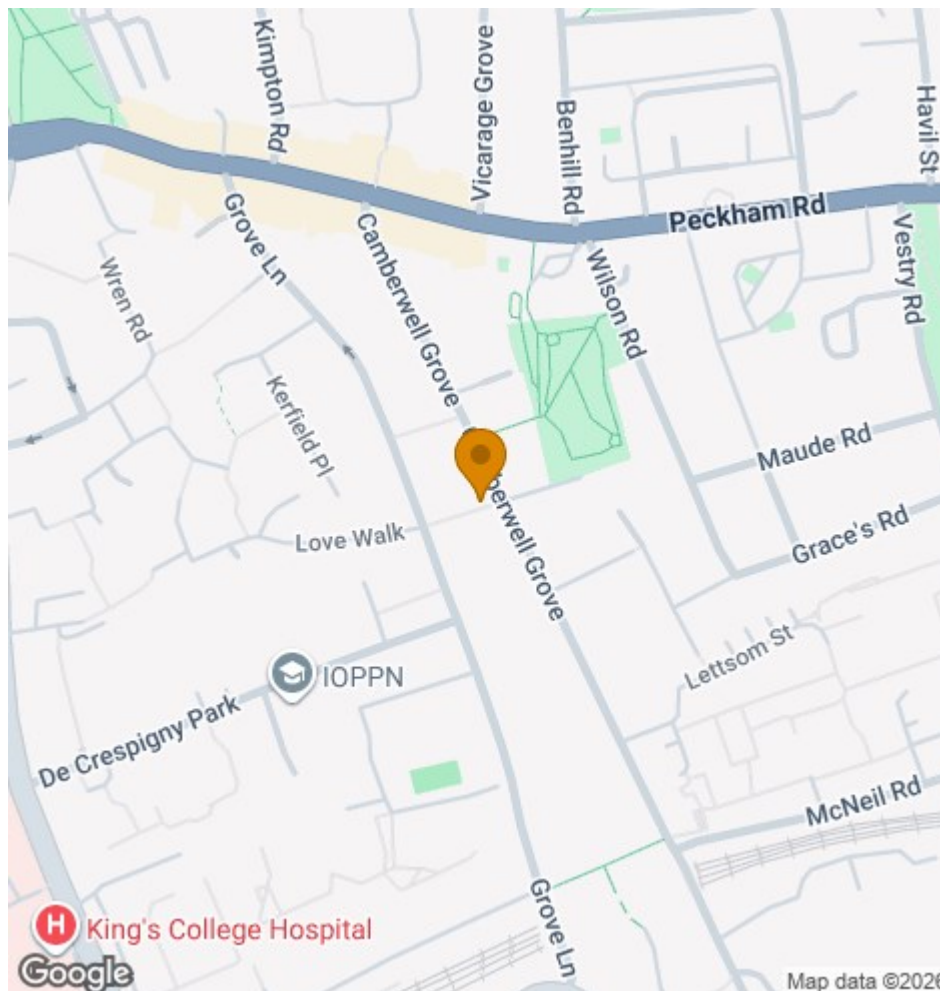 Kimpton Rd
Vicarage Grove
Benhill Rd
Havil St
Peckham Rd
Grove Ln
Camberwell Grove
Wilson Rd
Vestry Rd
Wren Rd
Kerfield Pl
Maude Rd
Love Walk
berwell Grove
Grace's Rd
Lettsom St
IOPPN
De Crespigny Park
McNeil Rd
Grove Ln
H
King's College Hospital
Google
Map data ©2026